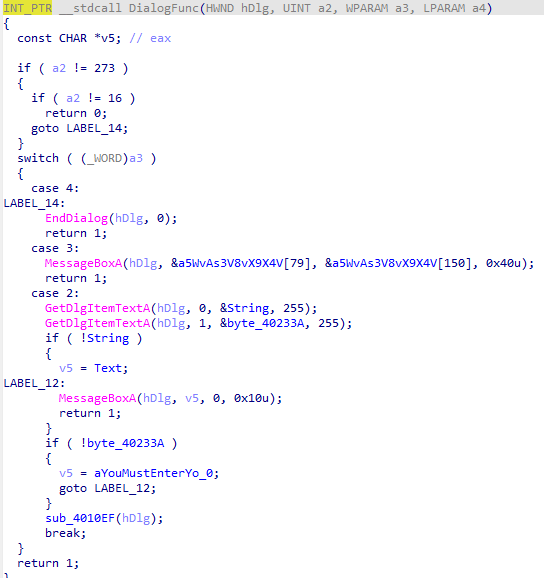 INT_PTR __stdcall DialogFunc(HWND hDlg, UINT a2, WPARAM a3, LPARAM a4)
{
  const CHAR *v5; // eax

  if ( a2 != 273 )
  {
    if ( a2 != 16 )
      return 0;
    goto LABEL_14;
  }
  switch ( (_WORD)a3 )
  {
    case 4:
LABEL_14:
      EndDialog(hDlg, 0);
      return 1;
    case 3:
      MessageBoxA(hDlg, &a5WvAs3V8vX9X4V[79], &a5WvAs3V8vX9X4V[150], 0x40u);
      return 1;
    case 2:
      GetDlgItemTextA(hDlg, 0, &String, 255);
      GetDlgItemTextA(hDlg, 1, &byte_40233A, 255);
      if ( !String )
      {
        v5 = Text;
LABEL_12:
        MessageBoxA(hDlg, v5, 0, 0x10u);
        return 1;
      }
      if ( !byte_40233A )
      {
        v5 = aYouMustEnterYo_0;
        goto LABEL_12;
      }
      sub_4010EF(hDlg);
      break;
  }
  return 1;
}